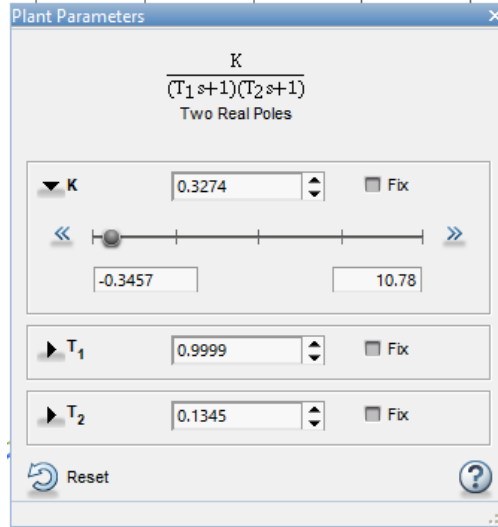 Plant Parameters
K
(T1s+1)(T2s+1)
Two Real Poles
K 0.3274 Fix
-0.3457 10.78
T1 0.9999 Fix
T2 0.1345 Fix
Reset ?